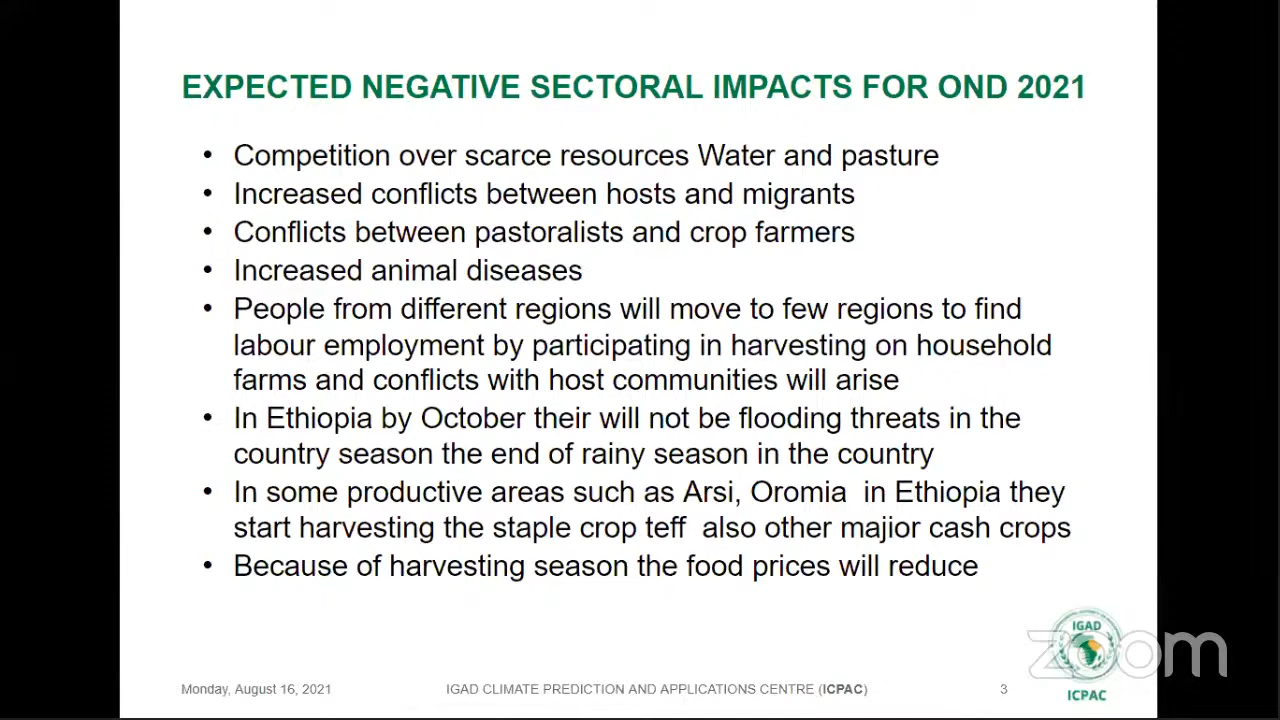 EXPECTED NEGATIVE SECTORAL IMPACTS FOR OND 2021
• Competition over scarce resources Water and pasture
• Increased conflicts between hosts and migrants
• Conflicts between pastoralists and crop farmers
• Increased animal diseases
• People from different regions will move to few regions to find
labour employment by participating in harvesting on household
farms and conflicts with host communities will arise
• In Ethiopia by October their will not be flooding threats in the
country season the end of rainy season in the country
• In some productive areas such as Arsi, Oromia in Ethiopia they
start harvesting the staple crop teff also other majior cash crops
• Because of harvesting season the food prices will reduce
IGAD
zoom
ICPAC
Monday, August 16, 2021
IGAD CLIMATE PREDICTION AND APPLICATIONS CENTRE (ICPAC)
3